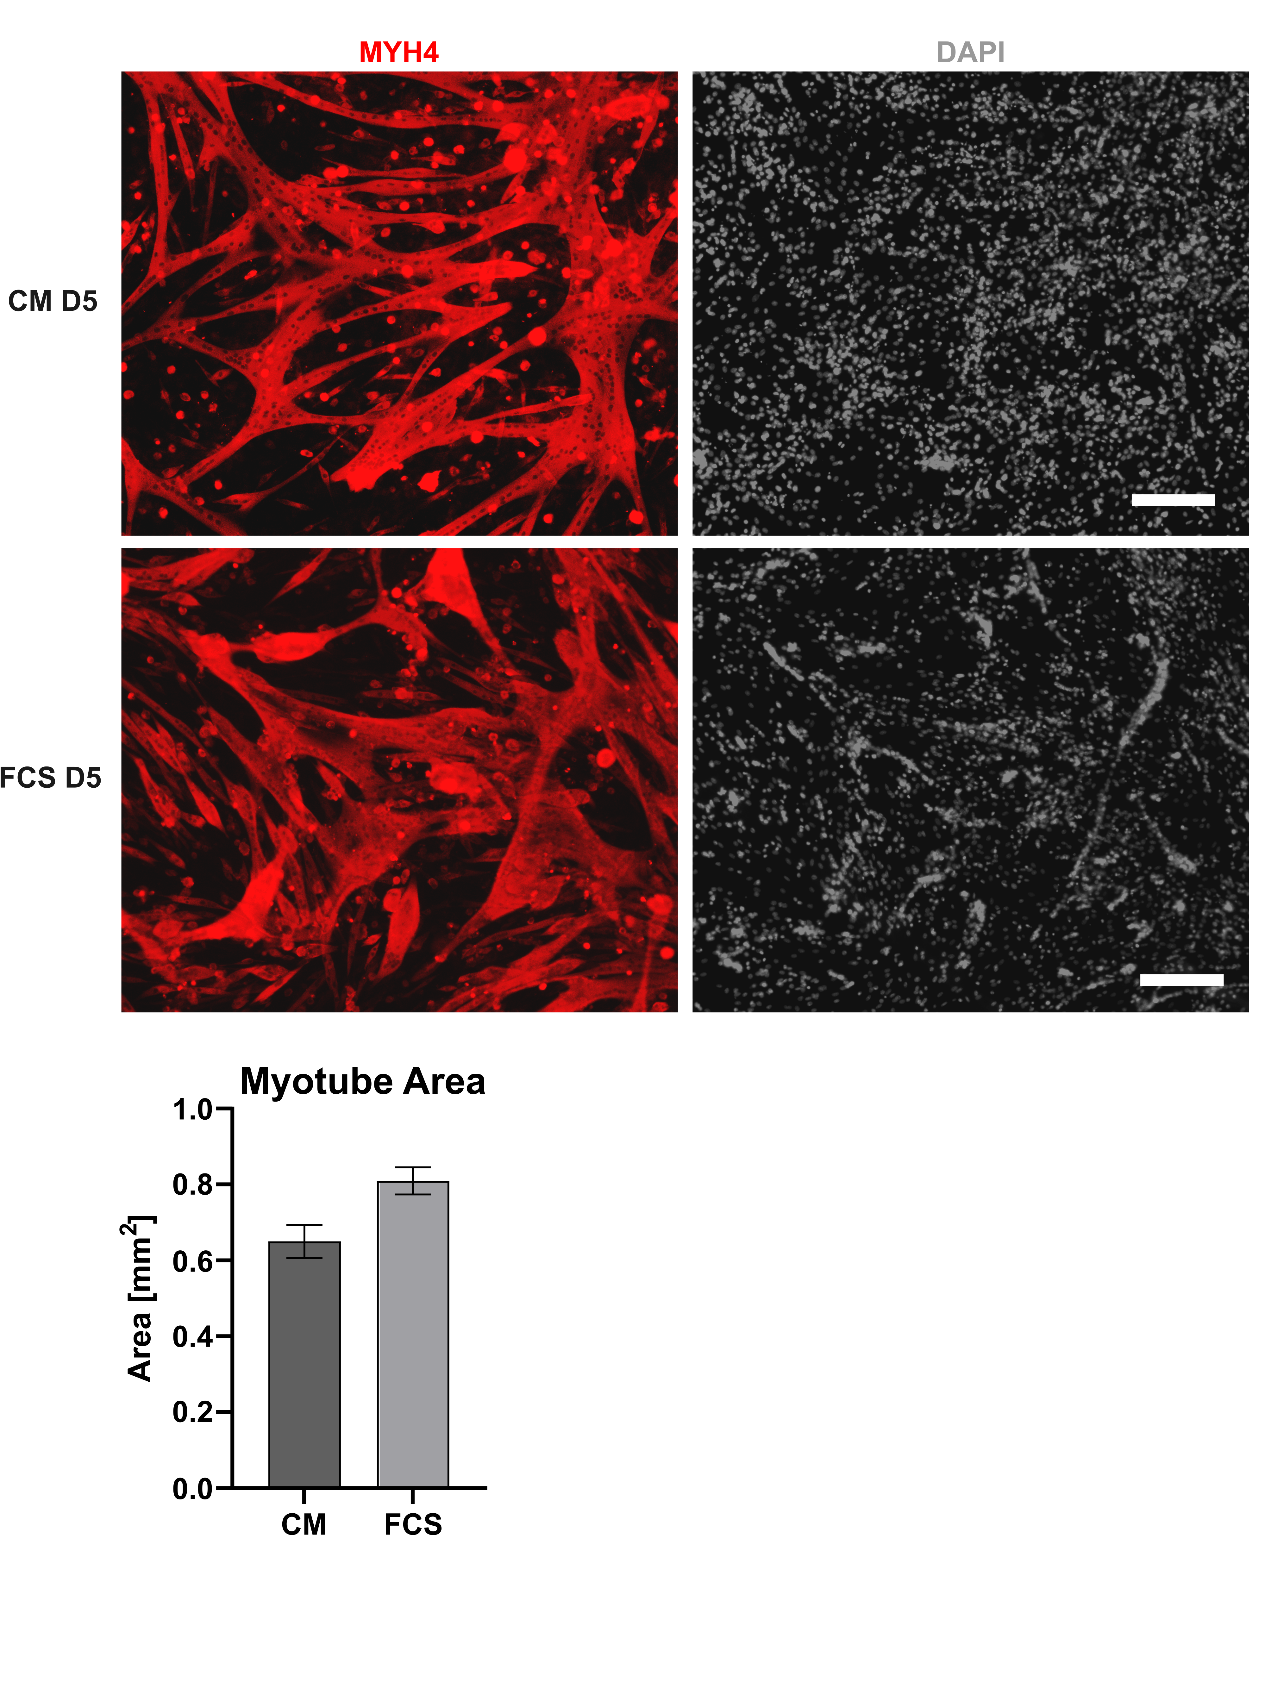 MYH4
DAPI
CM D5
FCS D5
Myotube Area
Area [mm²]
1.0
0.8
0.6
0.4
0.2
0.0
CM
FCS